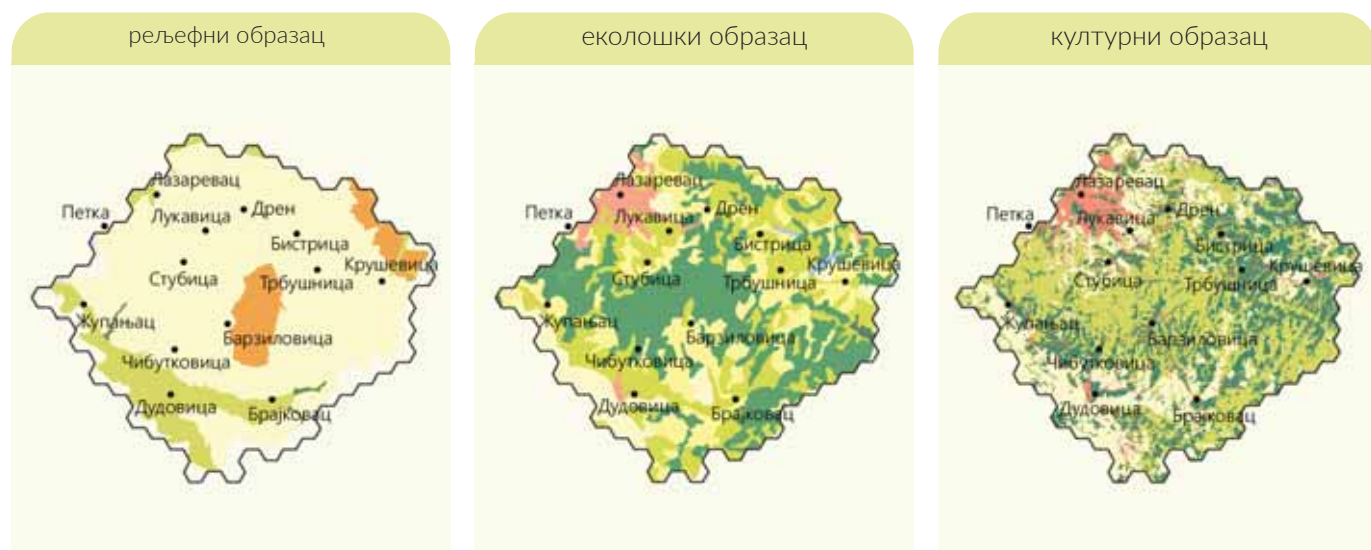 рељефни образац
Лазаревац
Петка
Лукавица
Дрен
Бистрица
Стубица
Трбушница
Крушевица
Жупањац
Барзиловица
Чибутковица
Дудовица
Брајковац
еколошки образац
Лазаревац
Петка
Лукавица
Дрен
Бистрица
Стубица
Трбушница
Крушевица
Жупањац
Барзиловица
Чибутковица
Дудовица
Брајковац
културни образац
Лазаревац
Петка
Лукавица
Дрен
Бистрица
Стубица
Трбушница
Крушевица
Жупањац
Барзиловица
Чибутковица
Дудовица
Брајковац